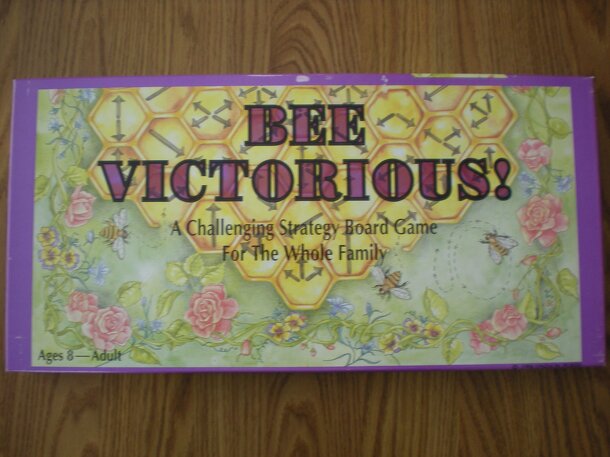 BEE
VICTORIOUS!
A Challenging Strategy Board Game
For The Whole Family
Ages 8—Adult